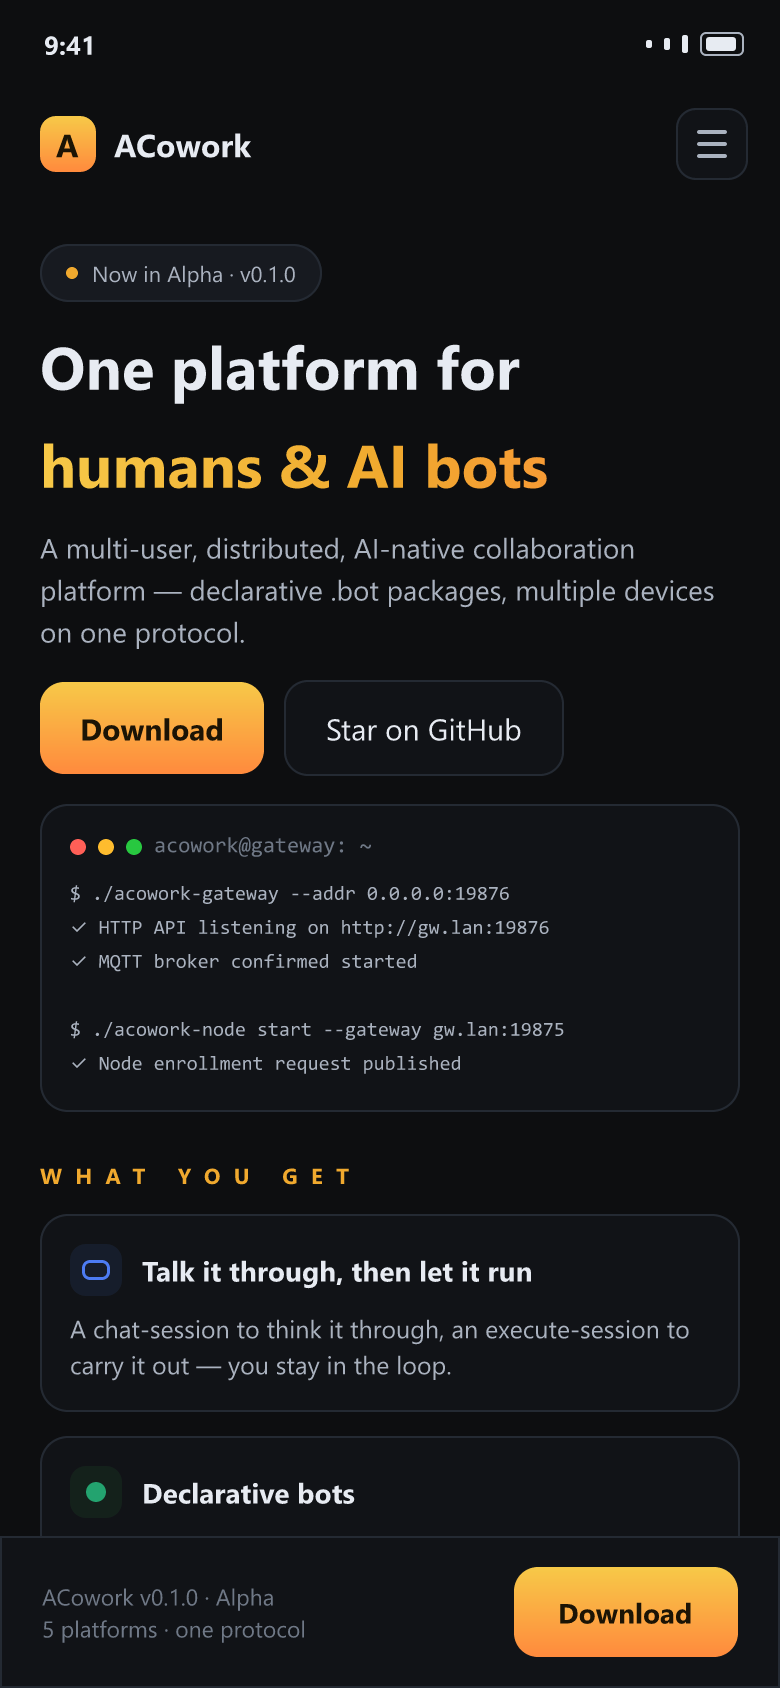 9:41
A ACowork
Now in Alpha · v0.1.0
One platform for
humans & AI bots
A multi-user, distributed, AI-native collaboration
platform — declarative .bot packages, multiple devices
on one protocol.
Download Star on GitHub
acowork@gateway: ~
$ ./acowork-gateway --addr 0.0.0.0:19876
✓ HTTP API listening on http://gw.lan:19876
✓ MQTT broker confirmed started
$ ./acowork-node start --gateway gw.lan:19875
✓ Node enrollment request published
WHAT YOU GET
Talk it through, then let it run
A chat-session to think it through, an execute-session to
carry it out — you stay in the loop.
Declarative bots
ACowork v0.1.0 · Alpha
5 platforms · one protocol
Download